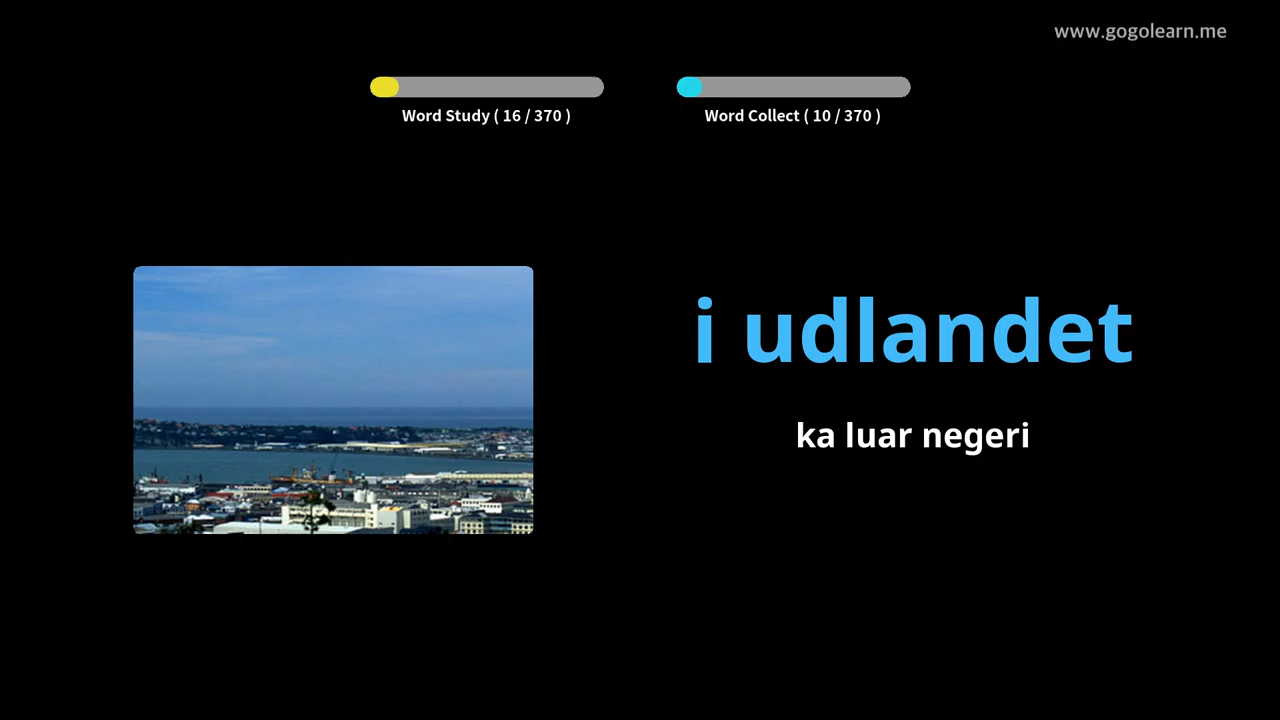 www.gogolearn.me
Word Study ( 16 / 370 )
Word Collect ( 10 / 370 )
i udlandet
ka luar negeri